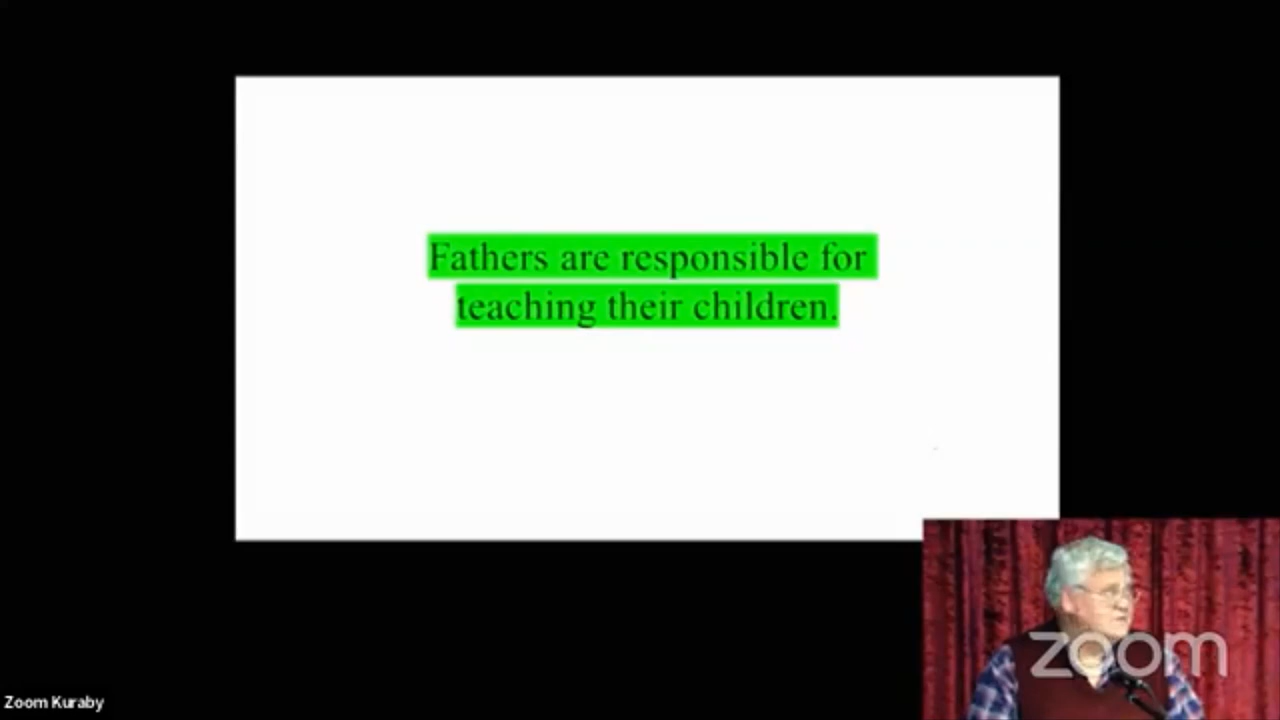 Fathers are responsible for
teaching their children.
zoom
Zoom Kuraby